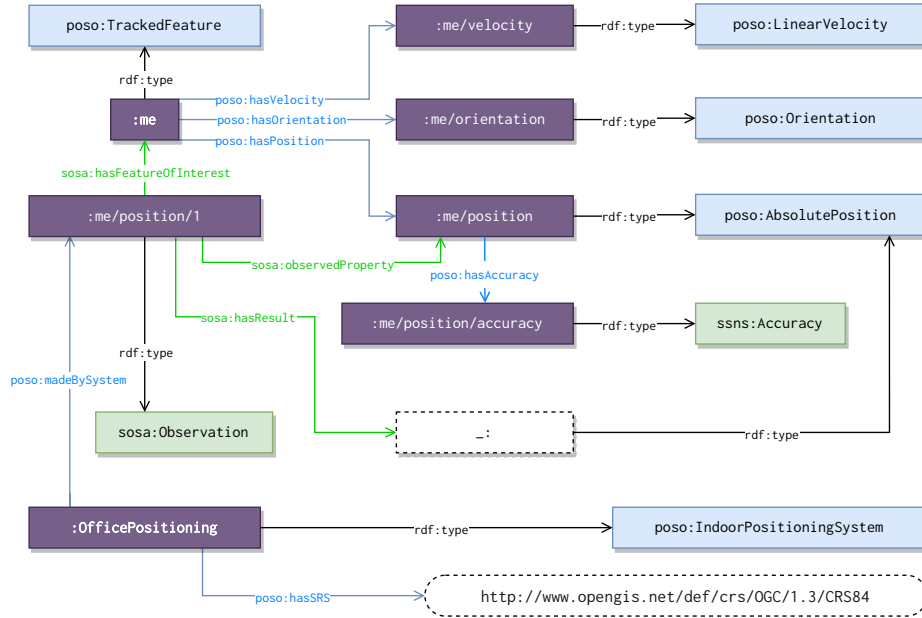 poso:TrackedFeature
:me/velocity
rdf:type
poso:LinearVelocity
rdf:type
poso:hasVelocity
:me
poso:hasOrientation
:me/orientation
rdf:type
poso:Orientation
poso:hasPosition
sosa:hasFeatureOfInterest
:me/position/1
:me/position
rdf:type
poso:AbsolutePosition
sosa:observedProperty
poso:hasAccuracy
sosa:hasResult
:me/position/accuracy
rdf:type
ssns:Accuracy
rdf:type
poso:madeBySystem
sosa:Observation
_:
rdf:type
:OfficePositioning
rdf:type
poso:IndoorPositioningSystem
poso:hasSRS
http://www.opengis.net/def/crs/OGC/1.3/CRS84